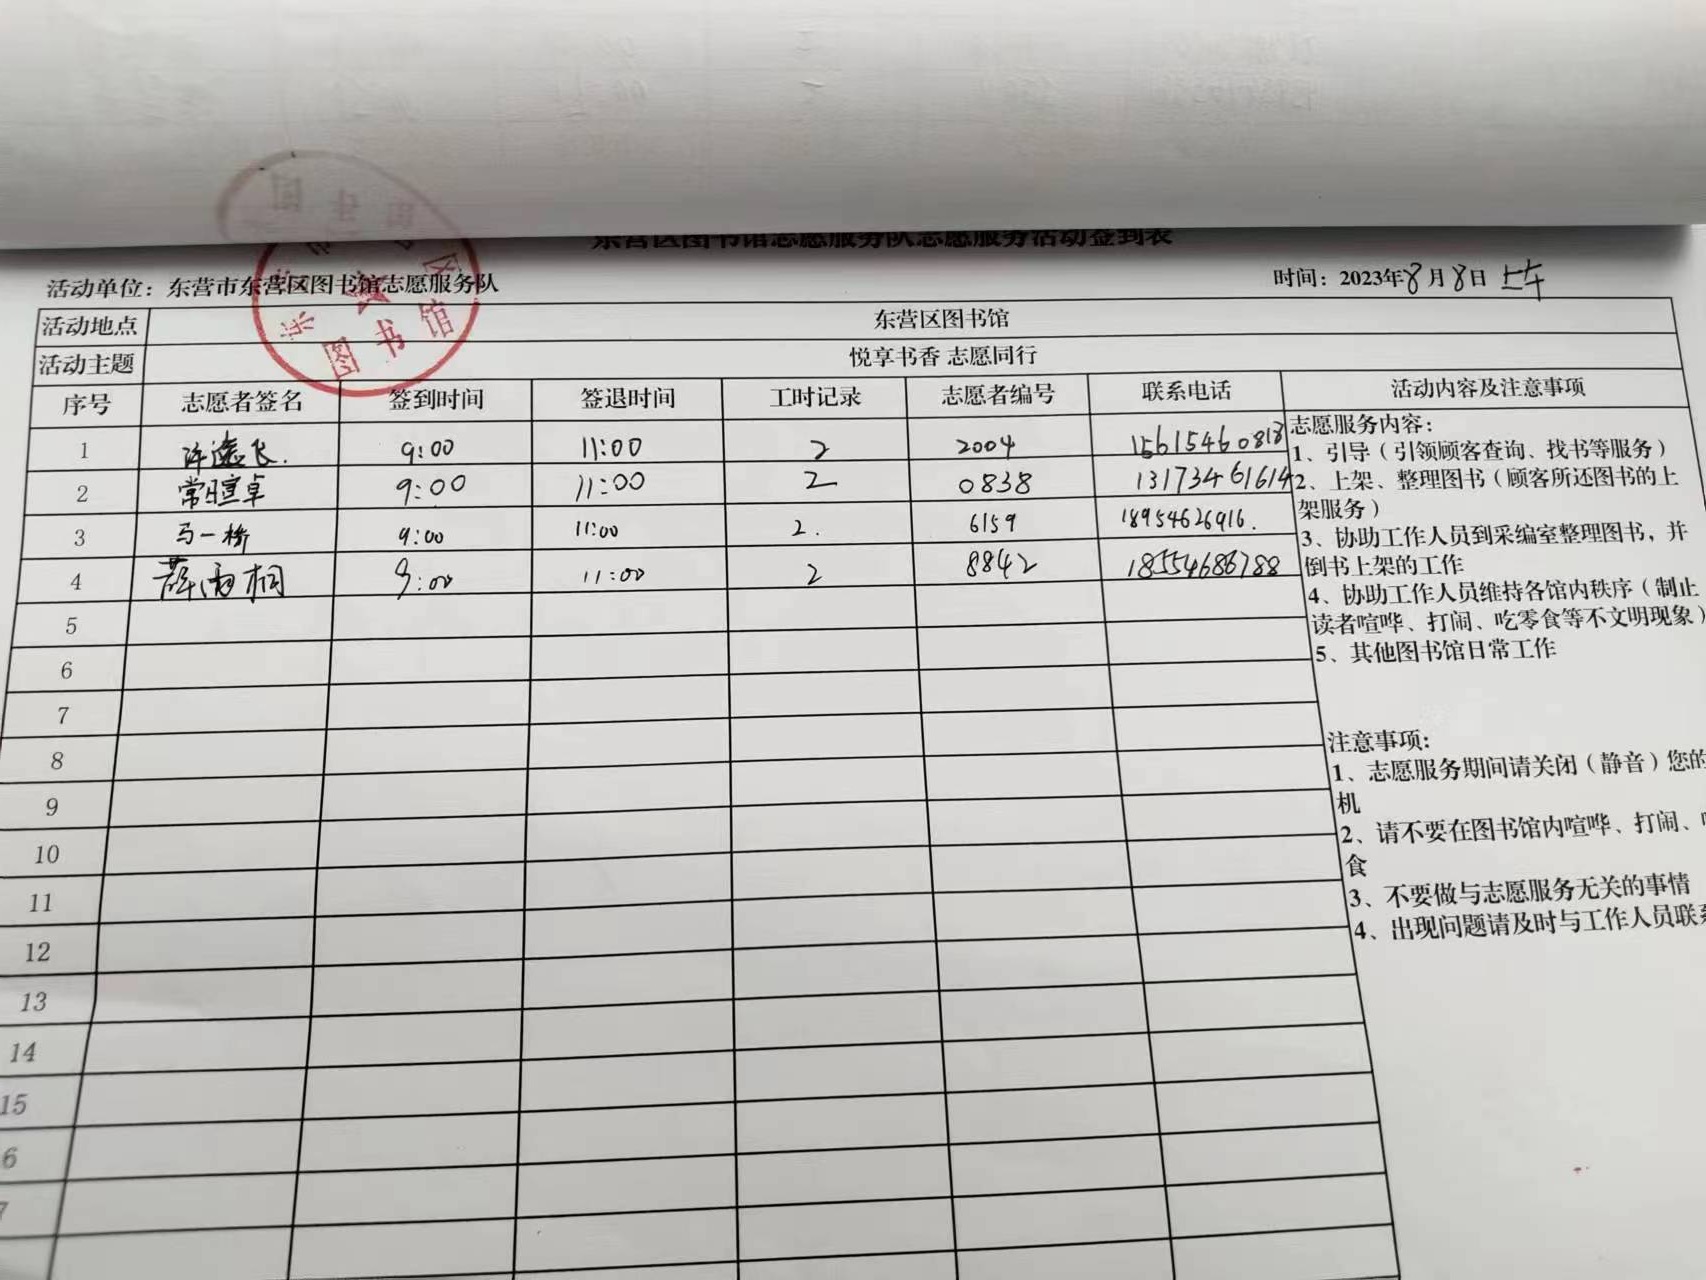 东营区图书馆志愿服务队志愿服务活动签到表
活动单位：东营市东营区图书馆志愿服务队 时间：2023年8月8日 上午
活动地点 东营区图书馆
活动主题 悦享书香 志愿同行
序号 志愿者签名 签到时间 签退时间 工时记录 志愿者编号 联系电话 活动内容及注意事项
1 许逸飞. 9:00 11:00 2 2004 15615460818
2 常暄卓 9:00 11:00 2 0838 13173461614
3 马一桥 9:00 11:00 2. 6159 18954626916.
4 薛雨桐 9:00 11:00 2 8842 18554686788
5
6
7
8
9
10
11
12
13
14
15
6
7
志愿服务内容：
1、引导（引领顾客查询、找书等服务）
2、上架、整理图书（顾客所还图书的上
架服务）
3、协助工作人员到采编室整理图书，并
倒书上架的工作
4、协助工作人员维持各馆内秩序（制止
读者喧哗、打闹、吃零食等不文明现象）
5、其他图书馆日常工作
注意事项：
1、志愿服务期间请关闭（静音）您的
机
2、请不要在图书馆内喧哗、打闹、
食
3、不要做与志愿服务无关的事情
4、出现问题请及时与工作人员联系
东 区
图书馆